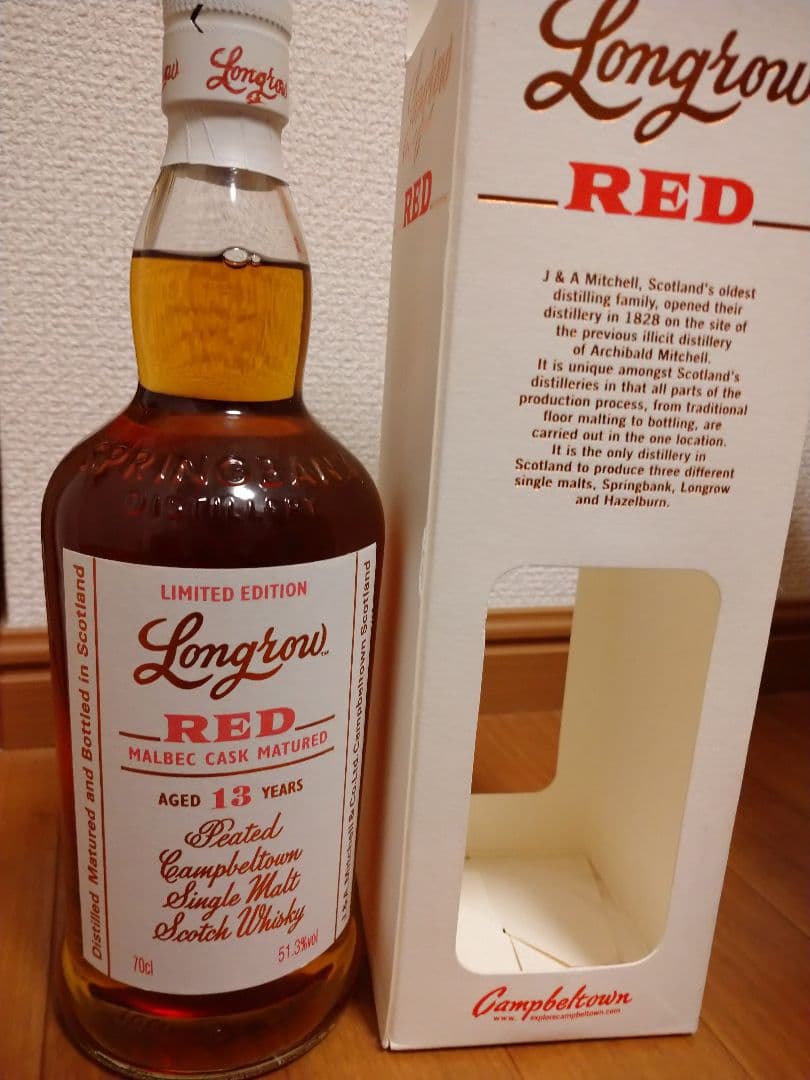 Longrow
SPRINGBANK
DISTILLERY
Distilled Matured and Bottled in Scotland
LIMITED EDITION
Longrow™
RED
MALBEC CASK MATURED
AGED 13 YEARS
Peated
Campbeltown
Single Malt
Scotch Whisky
70cl
51.3%vol
J & A Mitchell & Co Ltd, Campbeltown Scotland
Longrow
RED
Longrow
RED
J & A Mitchell, Scotland's oldest
distilling family, opened their
distillery in 1828 on the site of
the previous illicit distillery
of Archibald Mitchell.
It is unique amongst Scotland's
distilleries in that all parts of the
production process, from traditional
floor malting to bottling, are
carried out in the one location.
It is the only distillery in
Scotland to produce three different
single malts, Springbank, Longrow
and Hazelburn.
Campbeltown
www.explorecampbeltown.com